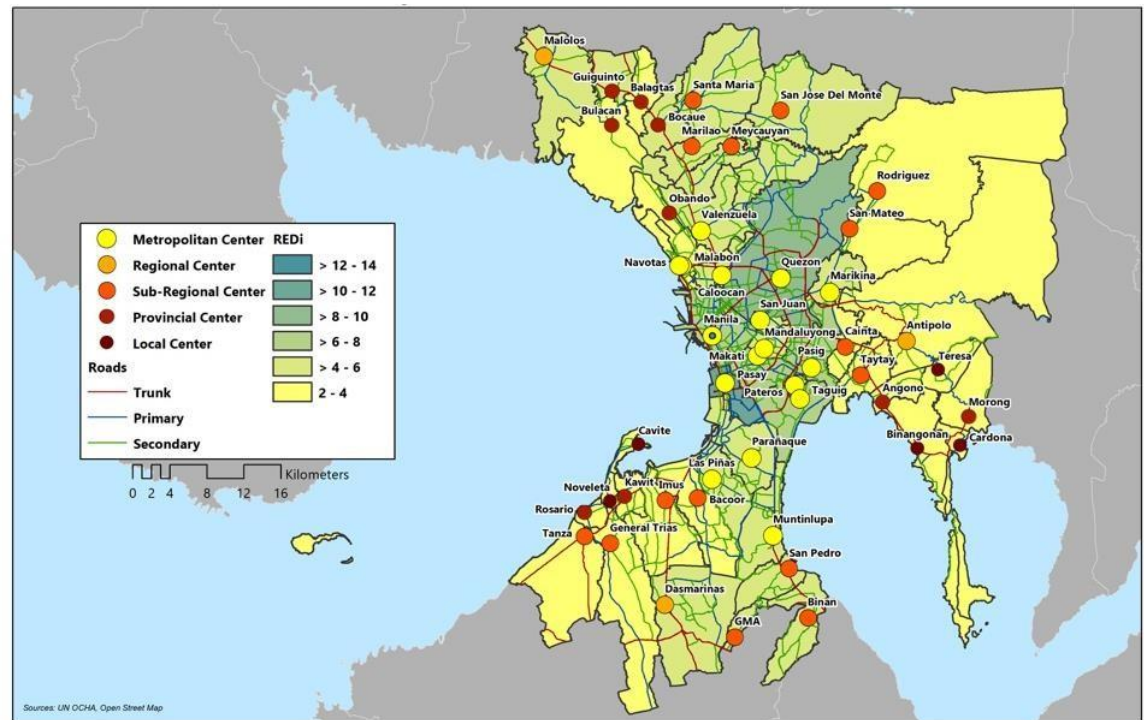 Malolos
Guiguinto
Balagtas
Santa Maria
San Jose Del Monte
Bulacan
Bocaue
Marilao
Meycauyan
Rodriguez
Obando
San Mateo
Valenzuela
Metropolitan Center
REDi
> 12 - 14
Regional Center
> 10 - 12
Sub-Regional Center
> 8 - 10
Provincial Center
> 6 - 8
Local Center
> 4 - 6
Roads
2 - 4
Trunk
Primary
Secondary
Kilometers
0 2 4 8 12 16
Navotas
Malabon
Quezon
Marikina
Caloocan
San Juan
Manila
Mandaluyong
Cainta
Antipolo
Makati
Pasig
Taytay
Teresa
Pasay
Pateros
Taguig
Angono
Morong
Cavite
Parañaque
Binangonan
Cardona
Las Piñas
Noveleta
Kawit
Imus
Rosario
Bacoor
Tanza
General Trias
Muntinlupa
San Pedro
Dasmarinas
Binan
GMA
Sources: UN OCHA, Open Street Map